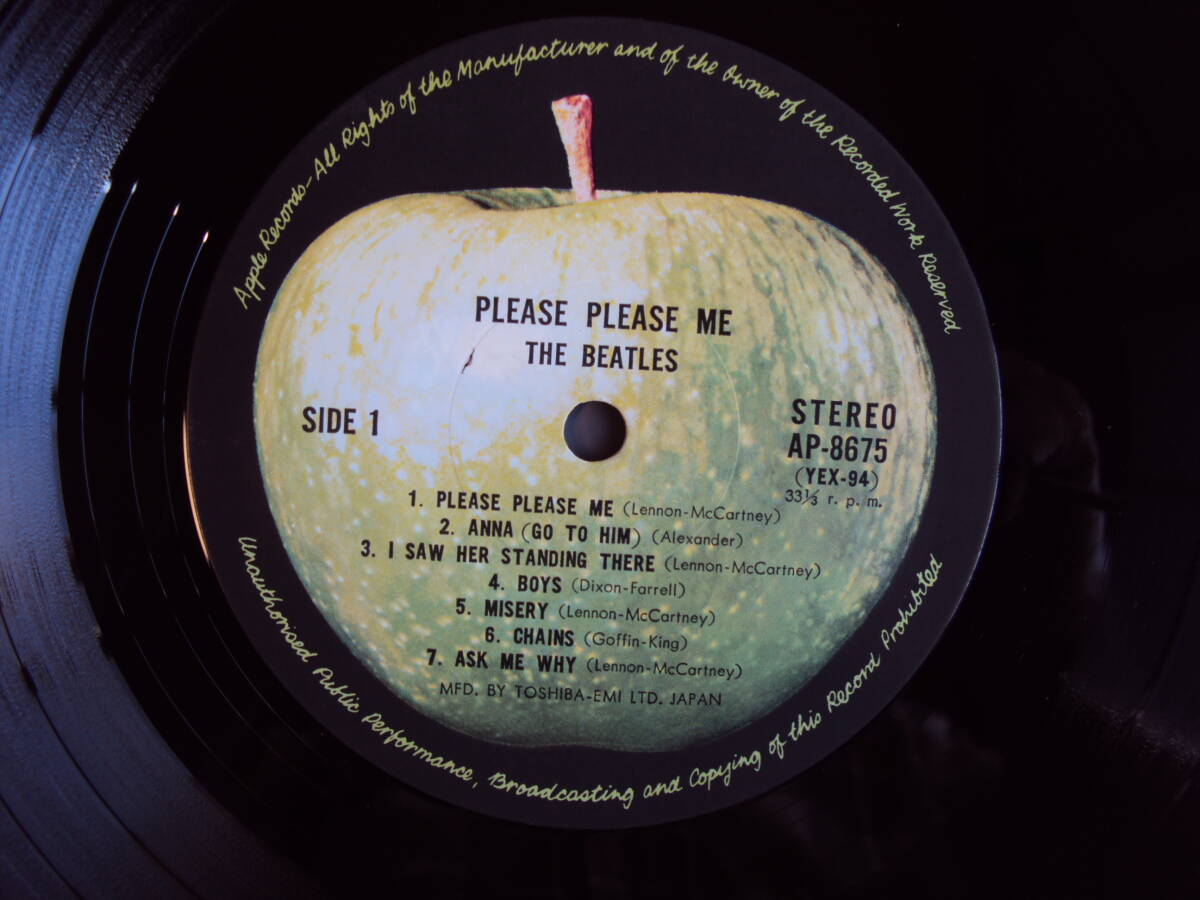 Apple Records-All Rights of the Manufacturer and of the Owner of the Recorded Work Reserved
PLEASE PLEASE ME
THE BEATLES
SIDE 1
STEREO
AP-8675
(YEX-94)
33⅓ r. p. m.
1. PLEASE PLEASE ME (Lennon-McCartney)
2. ANNA (GO TO HIM) (Alexander)
3. I SAW HER STANDING THERE (Lennon-McCartney)
4. BOYS (Dixon-Farrell)
5. MISERY (Lennon-McCartney)
6. CHAINS (Goffin-King)
7. ASK ME WHY (Lennon-McCartney)
MFD. BY TOSHIBA-EMI LTD. JAPAN
Unauthorised Public Performance, Broadcasting and Copying of this Record Prohibited